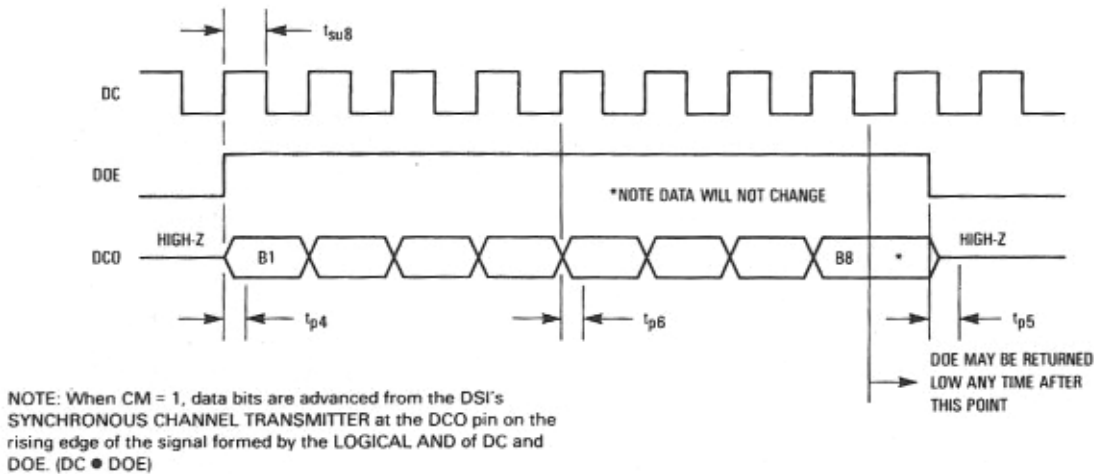 tsu8
DC
DOE
*NOTE DATA WILL NOT CHANGE
HIGH-Z
HIGH-Z
DCO
B1
B8
*
tp4
tp6
tp5
DOE MAY BE RETURNED
LOW ANY TIME AFTER
THIS POINT
NOTE: When CM = 1, data bits are advanced from the DSI's
SYNCHRONOUS CHANNEL TRANSMITTER at the DCO pin on the
rising edge of the signal formed by the LOGICAL AND of DC and
DOE. (DC ● DOE)